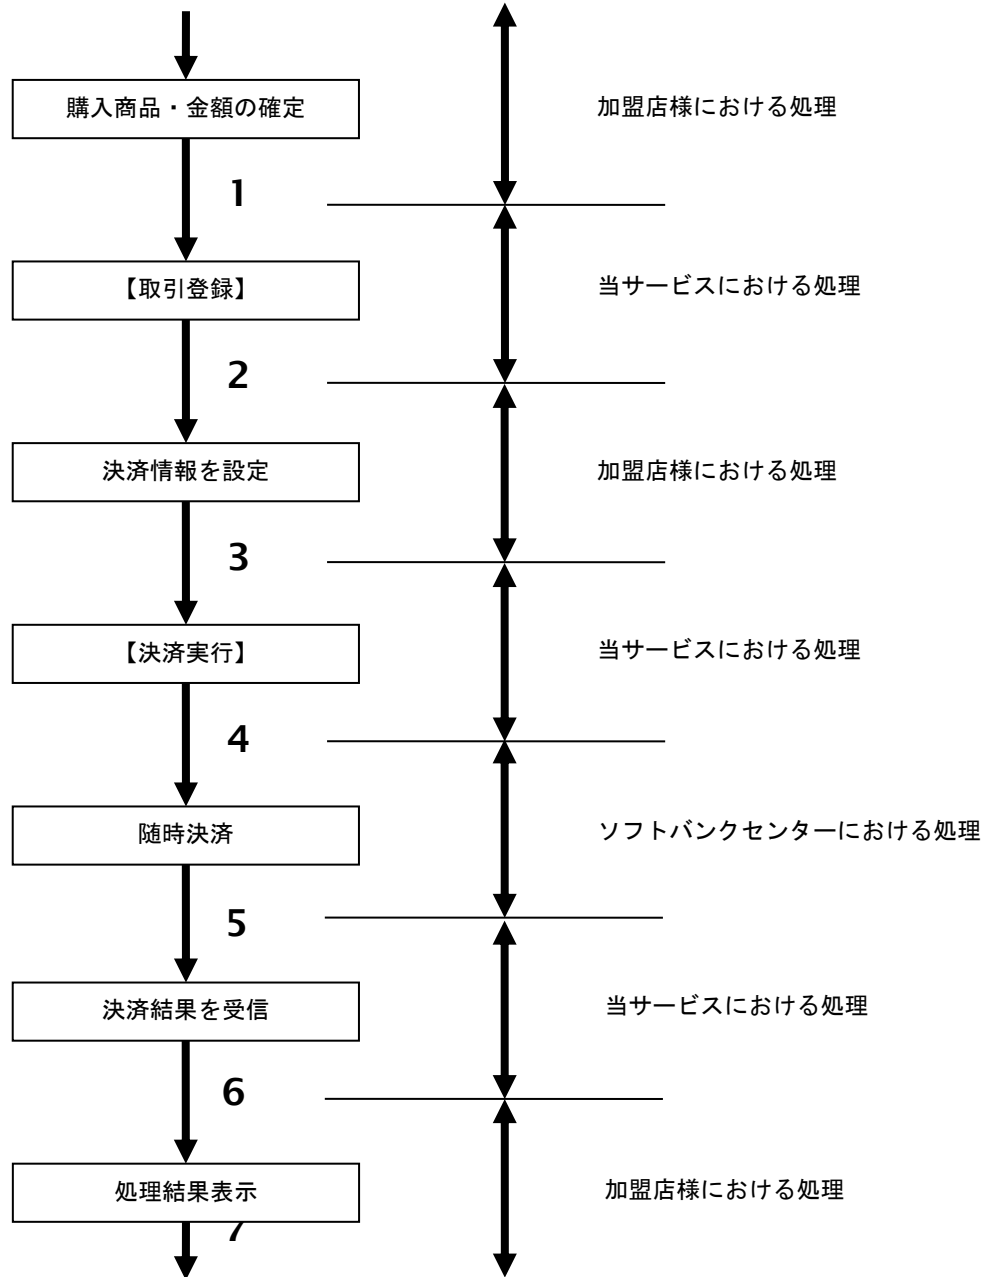 購入商品・金額の確定
加盟店様における処理
1
【取引登録】
当サービスにおける処理
2
決済情報を設定
加盟店様における処理
3
【決済実行】
当サービスにおける処理
4
随時決済
ソフトバンクセンターにおける処理
5
決済結果を受信
当サービスにおける処理
6
処理結果表示
加盟店様における処理
7